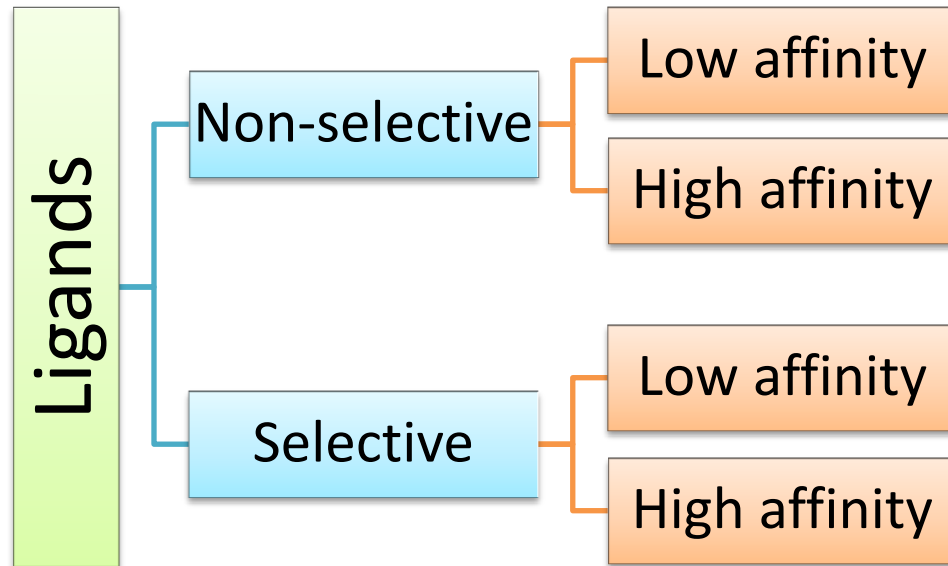 Ligands
Non-selective
Low affinity
High affinity
Selective
Low affinity
High affinity